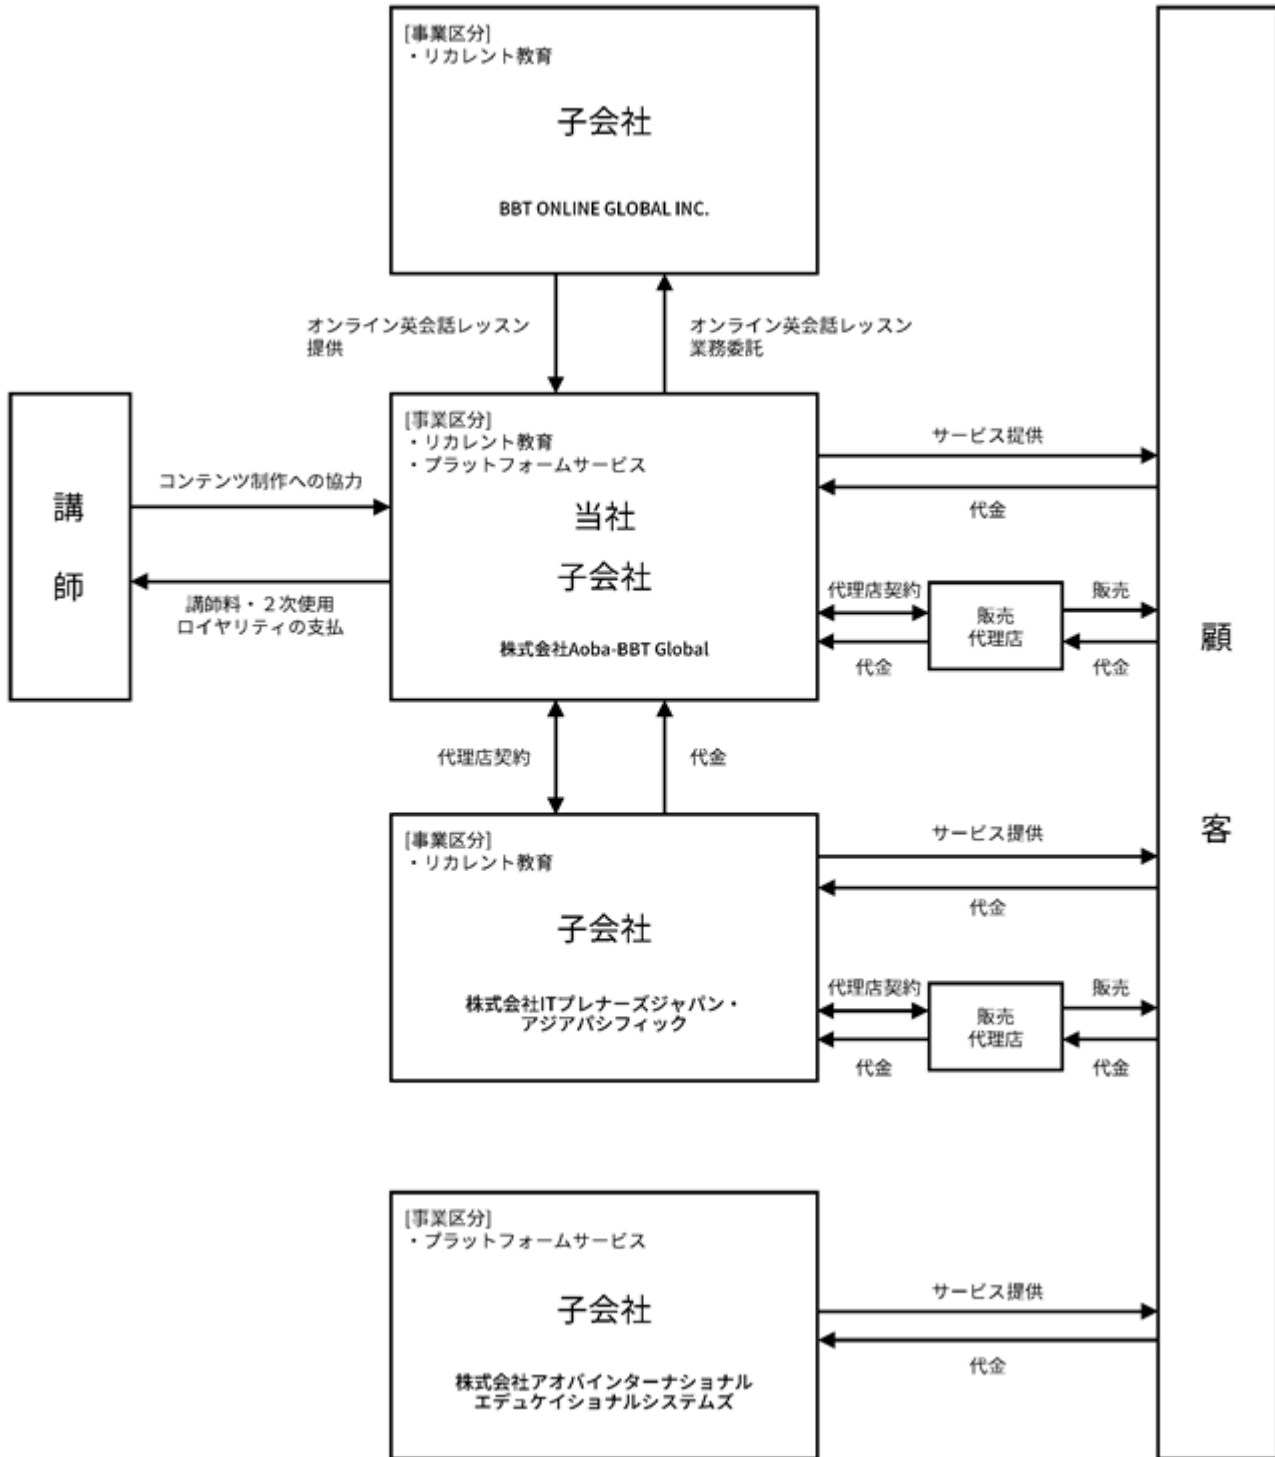 [事業区分]
・リカレント教育
子会社
BBT ONLINE GLOBAL INC.
オンライン英会話レッスン
提供
オンライン英会話レッスン
業務委託
講
師
コンテンツ制作への協力
講師料・２次使用
ロイヤリティの支払
[事業区分]
・リカレント教育
・プラットフォームサービス
当社
子会社
株式会社Aoba-BBT Global
サービス提供
代金
代理店契約
代金
販売
代理店
販売
代金
顧
客
代理店契約
代金
[事業区分]
・リカレント教育
子会社
株式会社ITプレナーズジャパン・
アジアパシフィック
サービス提供
代金
代理店契約
代金
販売
代理店
販売
代金
[事業区分]
・プラットフォームサービス
子会社
株式会社アオバインターナショナル
エデュケイショナルシステムズ
サービス提供
代金